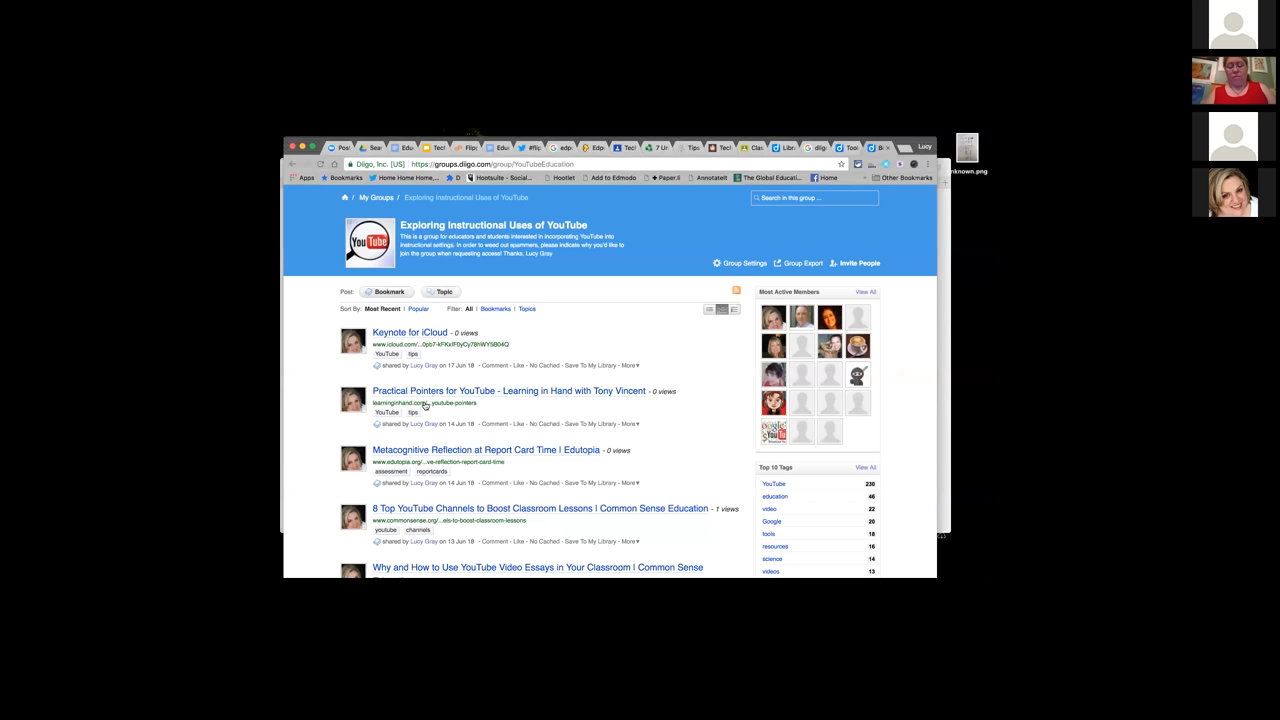 Lucy
Diigo, Inc. [US] https://groups.diigo.com/group/YouTubeEducation
Apps Bookmarks Home Home Home,... D Hootsuite - Social... Hootlet Add to Edmodo + Paper.li AnnotateIt The Global Educati... Home » Other Bookmarks
nknown.png
/ My Groups / Exploring Instructional Uses of YouTube
Search in this group ...
Exploring Instructional Uses of YouTube
This is a group for educators and students interested in incorporating YouTube into
instructional settings. In order to weed out spammers, please indicate why you'd like to
join the group when requesting access! Thanks, Lucy Gray
You Tube
Group Settings Group Export Invite People
Post: Bookmark Topic
Sort By: Most Recent | Popular Filter: All | Bookmarks | Topics
Keynote for iCloud - 0 views
YouTube tips
shared by Lucy Gray on 17 Jun 18 - Comment - Like - No Cached - Save To My Library - More▾
Practical Pointers for YouTube - Learning in Hand with Tony Vincent - 0 views
youtube-pointers
YouTube tips
shared by Lucy Gray on 14 Jun 18 - Comment - Like - No Cached - Save To My Library - More▾
Metacognitive Reflection at Report Card Time | Edutopia - 0 views
www.edutopia.org/...ve-reflection-report-card-time
assessment reportcards
shared by Lucy Gray on 14 Jun 18 - Comment - Like - No Cached - Save To My Library - More▾
8 Top YouTube Channels to Boost Classroom Lessons | Common Sense Education - 1 views
www.commonsense.org/...els-to-boost-classroom-lessons
youtube channels
shared by Lucy Gray on 13 Jun 18 - Comment - Like - No Cached - Save To My Library - More▾
Why and How to Use YouTube Video Essays in Your Classroom | Common Sense
Most Active Members View All
Top 10 Tags View All
YouTube 230
education 46
video 22
Google 20
tools 18
resources 16
science 14
videos 13